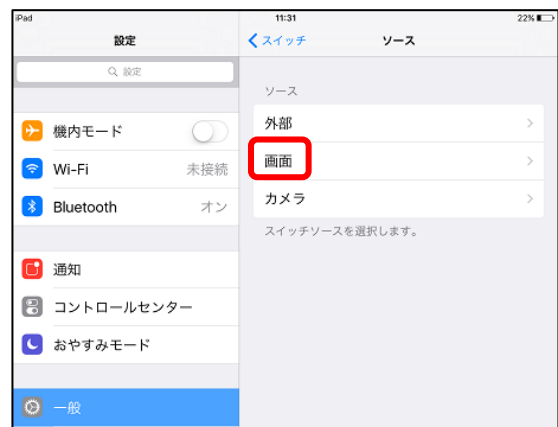 iPad 11:31 22%
設定
スイッチ ソース
設定
機内モード
Wi-Fi 未接続
Bluetooth オン
通知
コントロールセンター
おやすみモード
一般
ソース
外部
画面
カメラ
スイッチソースを選択します。